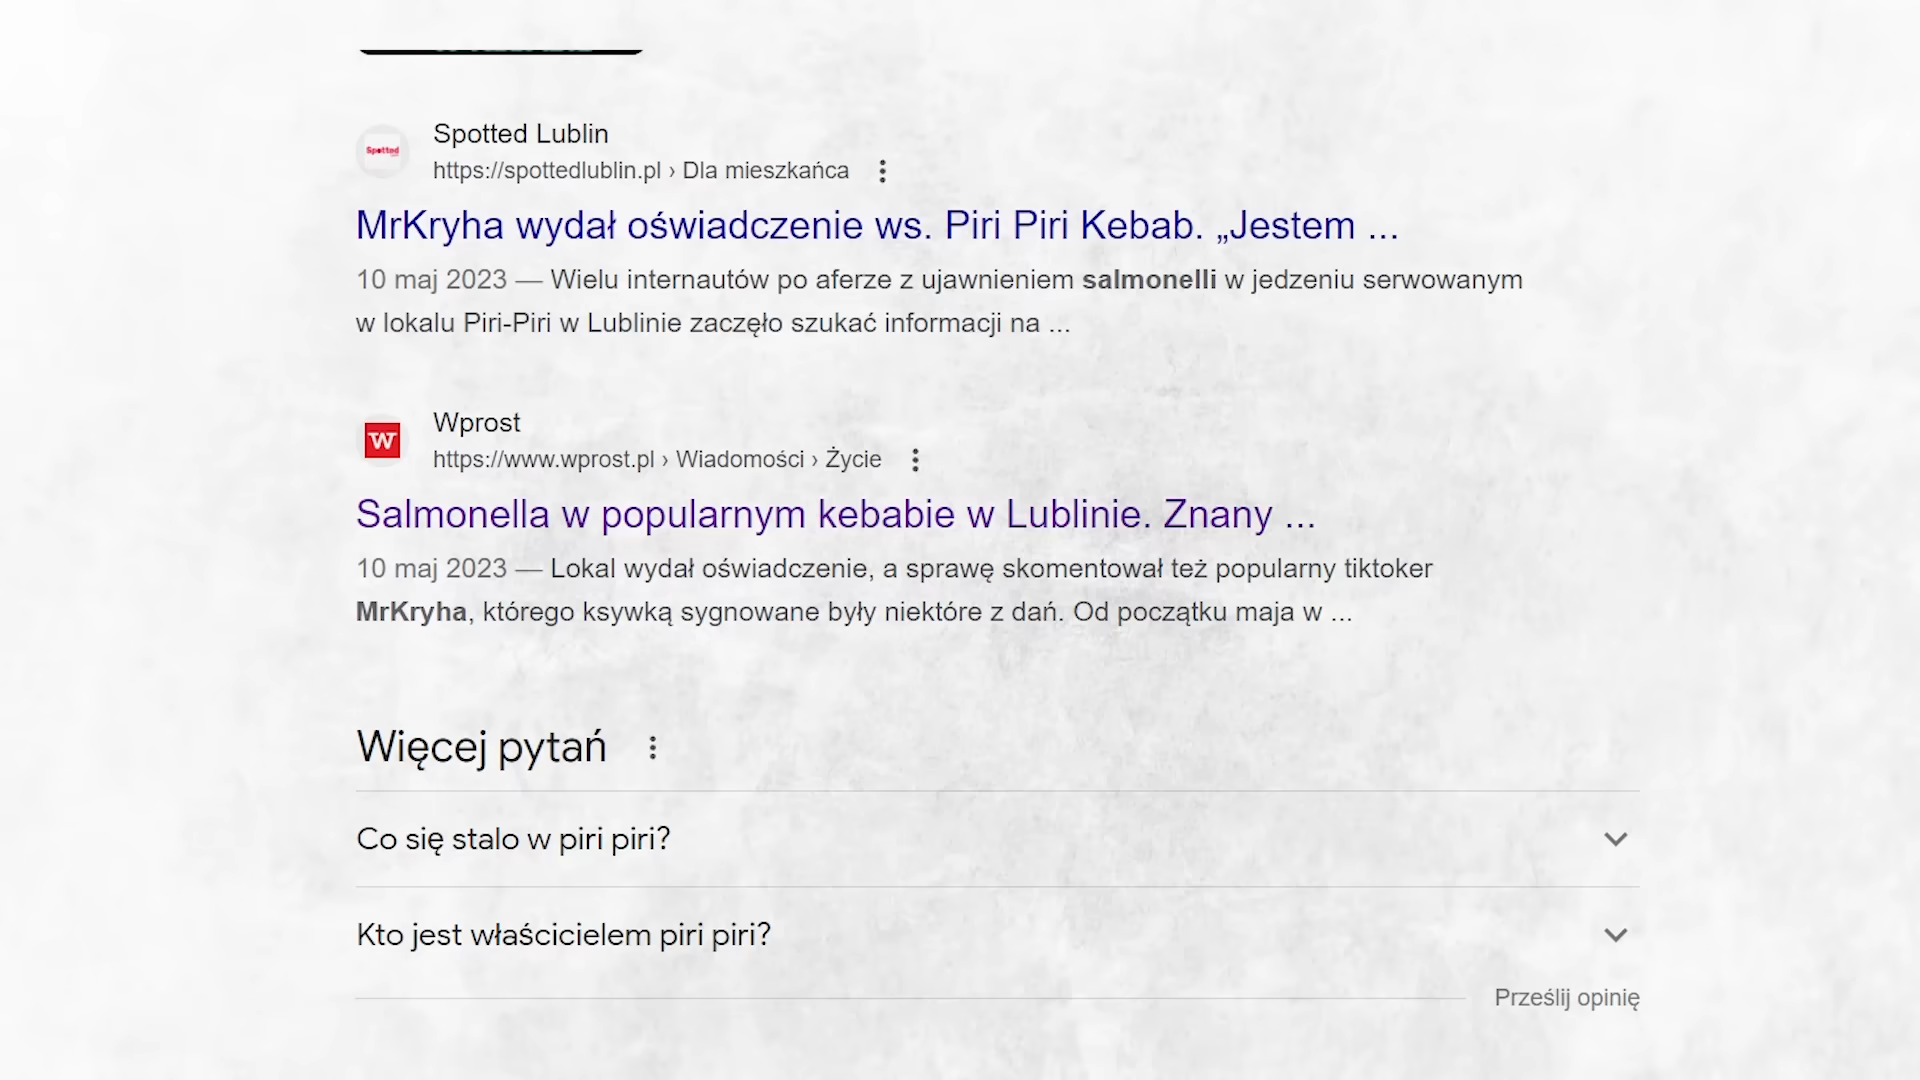 Spotted Lublin
Spotted
https://spottedlublin.pl › Dla mieszkańca
MrKryha wydał oświadczenie ws. Piri Piri Kebab. „Jestem ...
10 maj 2023 — Wielu internautów po aferze z ujawnieniem salmonelli w jedzeniu serwowanym
w lokalu Piri-Piri w Lublinie zaczęło szukać informacji na ...
Wprost
W
https://www.wprost.pl › Wiadomości › Życie
Salmonella w popularnym kebabie w Lublinie. Znany ...
10 maj 2023 — Lokal wydał oświadczenie, a sprawę skomentował też popularny tiktoker
MrKryha, którego ksywką sygnowane były niektóre z dań. Od początku maja w ...
Więcej pytań
Co się stalo w piri piri?
Kto jest właścicielem piri piri?
Prześlij opinię